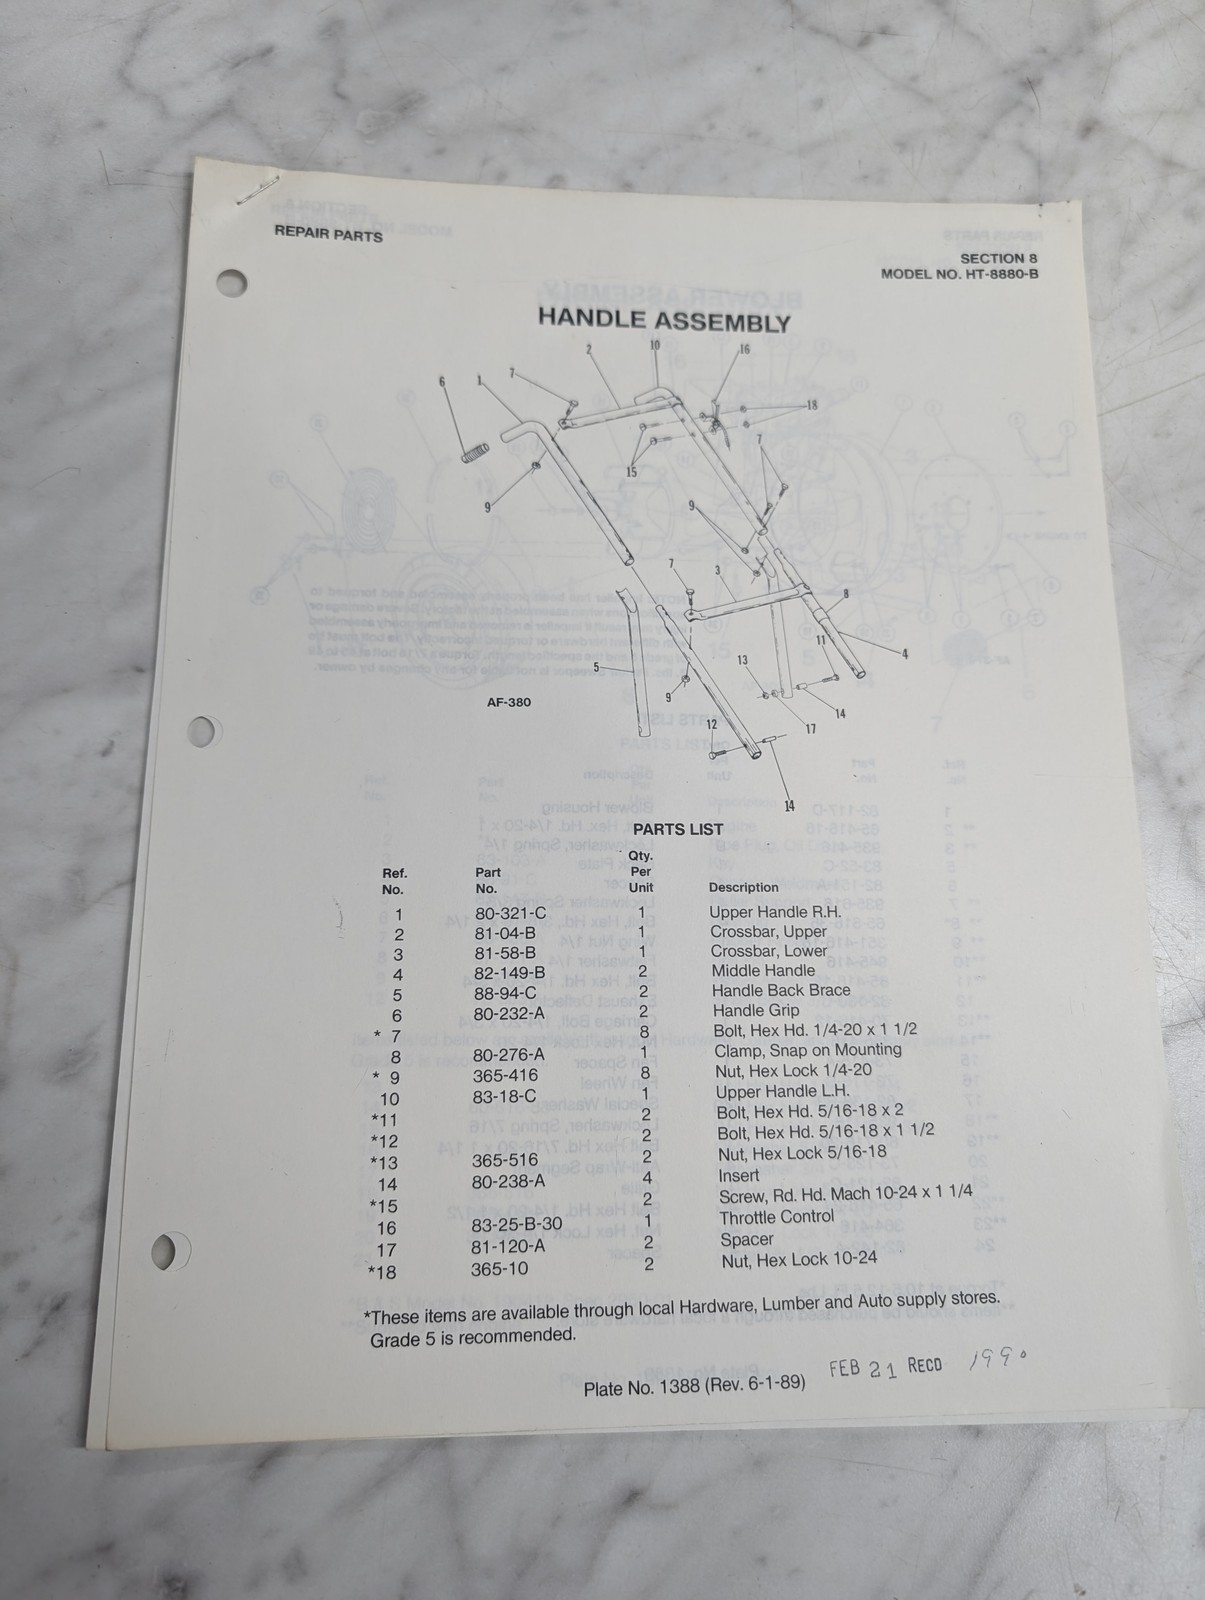 REPAIR PARTS
SECTION 8
MODEL NO. HT-8880-B
HANDLE ASSEMBLY
2
10
16
7
1
6
18
7
15
9
9
7
3
8
11
4
5
13
9
14
17
12
AF-380
14
PARTS LIST
Ref. No. Part No. Qty. Per Unit Description
1 80-321-C 1 Upper Handle R.H.
2 81-04-B 1 Crossbar, Upper
3 81-58-B 1 Crossbar, Lower
4 82-149-B 2 Middle Handle
5 88-94-C 2 Handle Back Brace
6 80-232-A 2 Handle Grip
* 7 8 Bolt, Hex Hd. 1/4-20 x 1 1/2
8 80-276-A 1 Clamp, Snap on Mounting
* 9 365-416 8 Nut, Hex Lock 1/4-20
10 83-18-C 1 Upper Handle L.H.
*11 2 Bolt, Hex Hd. 5/16-18 x 2
*12 2 Bolt, Hex Hd. 5/16-18 x 1 1/2
*13 365-516 2 Nut, Hex Lock 5/16-18
14 80-238-A 4 Insert
*15 2 Screw, Rd. Hd. Mach 10-24 x 1 1/4
16 83-25-B-30 1 Throttle Control
17 81-120-A 2 Spacer
*18 365-10 2 Nut, Hex Lock 10-24
*These items are available through local Hardware, Lumber and Auto supply stores.
Grade 5 is recommended.
Plate No. 1388 (Rev. 6-1-89) FEB 21 RECD 1990